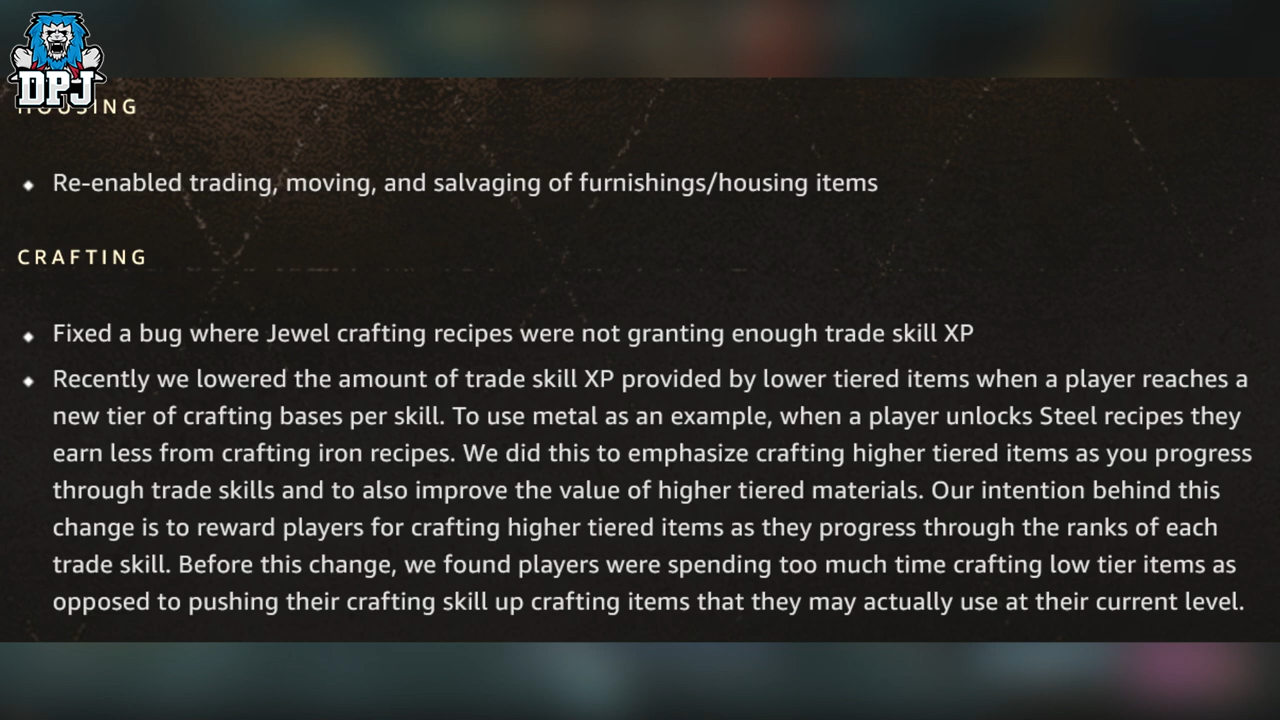 DPJ
HOUSING
Re-enabled trading, moving, and salvaging of furnishings/housing items
CRAFTING
Fixed a bug where Jewel crafting recipes were not granting enough trade skill XP
Recently we lowered the amount of trade skill XP provided by lower tiered items when a player reaches a
new tier of crafting bases per skill. To use metal as an example, when a player unlocks Steel recipes they
earn less from crafting iron recipes. We did this to emphasize crafting higher tiered items as you progress
through trade skills and to also improve the value of higher tiered materials. Our intention behind this
change is to reward players for crafting higher tiered items as they progress through the ranks of each
trade skill. Before this change, we found players were spending too much time crafting low tier items as
opposed to pushing their crafting skill up crafting items that they may actually use at their current level.